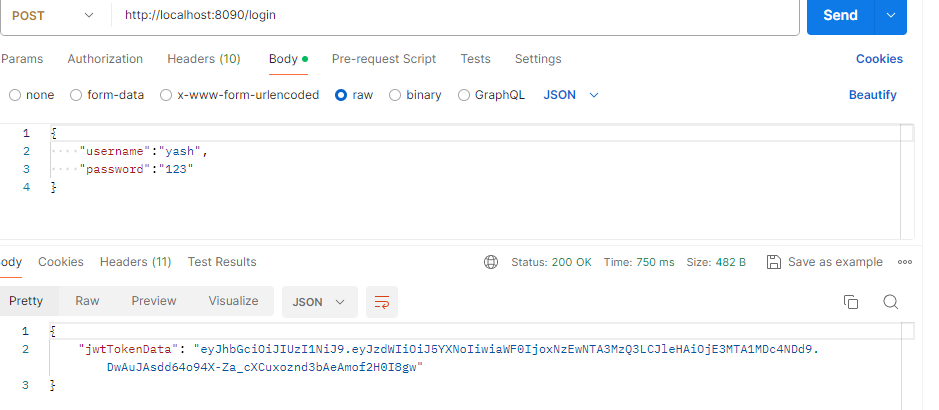 POST http://localhost:8090/login Send
Params Authorization Headers (10) Body Pre-request Script Tests Settings Cookies
none form-data x-www-form-urlencoded raw binary GraphQL JSON Beautify
1 {
2 "username":"yash",
3 "password":"123"
4 }
ody Cookies Headers (11) Test Results Status: 200 OK Time: 750 ms Size: 482 B Save as example
Pretty Raw Preview Visualize JSON
1 {
2 "jwtTokenData": "eyJhbGciOiJIUzI1NiJ9.eyJzdWIiOiJ5YXNoIiwiaWF0IjoxNzEwNTA3MzQ3LCJleHAiOjE3MTA1MDc4NDd9.
DwAuJAsdd64o94X-Za_cXCuxoznd3bAeAmof2H0I8gw"
3 }